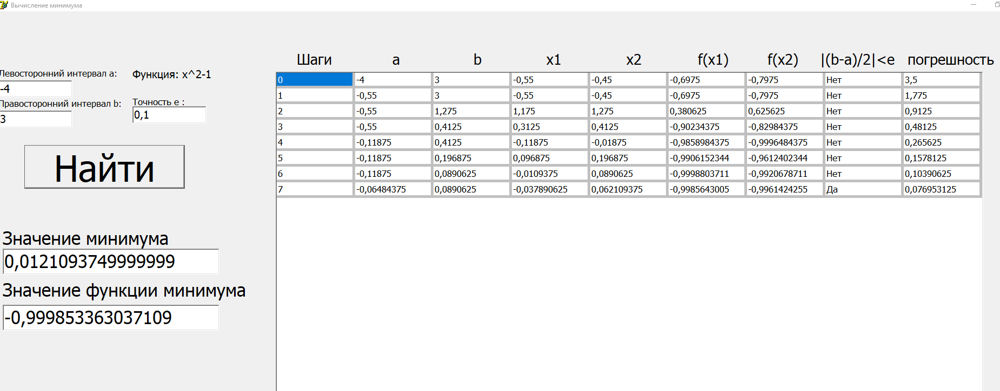 Вычисление минимума
Шаги a b x1 x2 f(x1) f(x2) |(b-a)/2|<e погрешность
Левосторонний интервал a: Функция: x^2-1
-4
Правосторонний интервал b: Точность e :
3 0,1
Найти
Значение минимума
0,0121093749999999
Значение функции минимума
-0,999853363037109
0 -4 3 -0,55 -0,45 -0,6975 -0,7975 Нет 3,5
1 -0,55 3 -0,55 -0,45 -0,6975 -0,7975 Нет 1,775
2 -0,55 1,275 1,175 1,275 0,380625 0,625625 Нет 0,9125
3 -0,55 0,4125 0,3125 0,4125 -0,90234375 -0,82984375 Нет 0,48125
4 -0,11875 0,4125 -0,11875 -0,01875 -0,9858984375 -0,9996484375 Нет 0,265625
5 -0,11875 0,196875 0,096875 0,196875 -0,9906152344 -0,9612402344 Нет 0,1578125
6 -0,11875 0,0890625 -0,0109375 0,0890625 -0,9998803711 -0,9920678711 Нет 0,10390625
7 -0,06484375 0,0890625 -0,037890625 0,062109375 -0,9985643005 -0,9961424255 Да 0,076953125